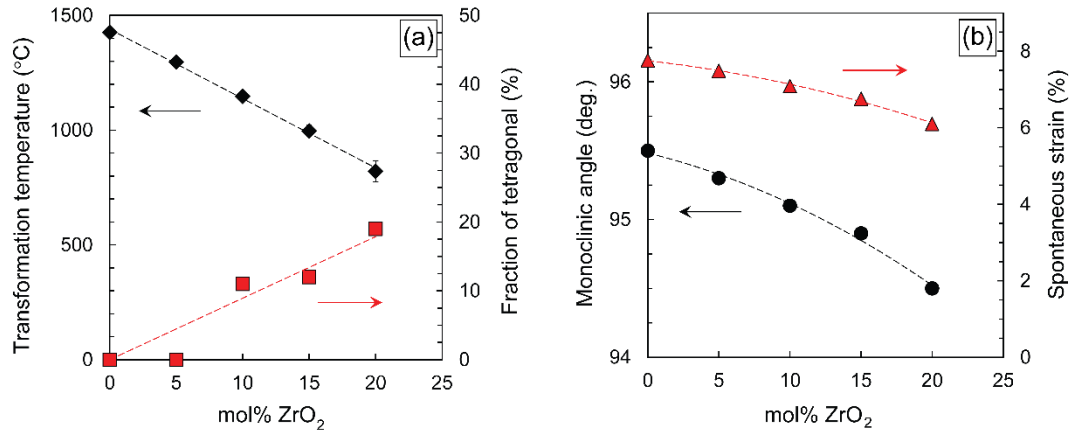 (a)
Transformation temperature (°C)
1500
1000
500
0
Fraction of tetragonal (%)
50
40
30
20
10
0
0 5 10 15 20 25
mol% ZrO₂
(b)
Monoclinic angle (deg.)
96
95
94
Spontaneous strain (%)
8
6
4
2
0
0 5 10 15 20 25
mol% ZrO₂